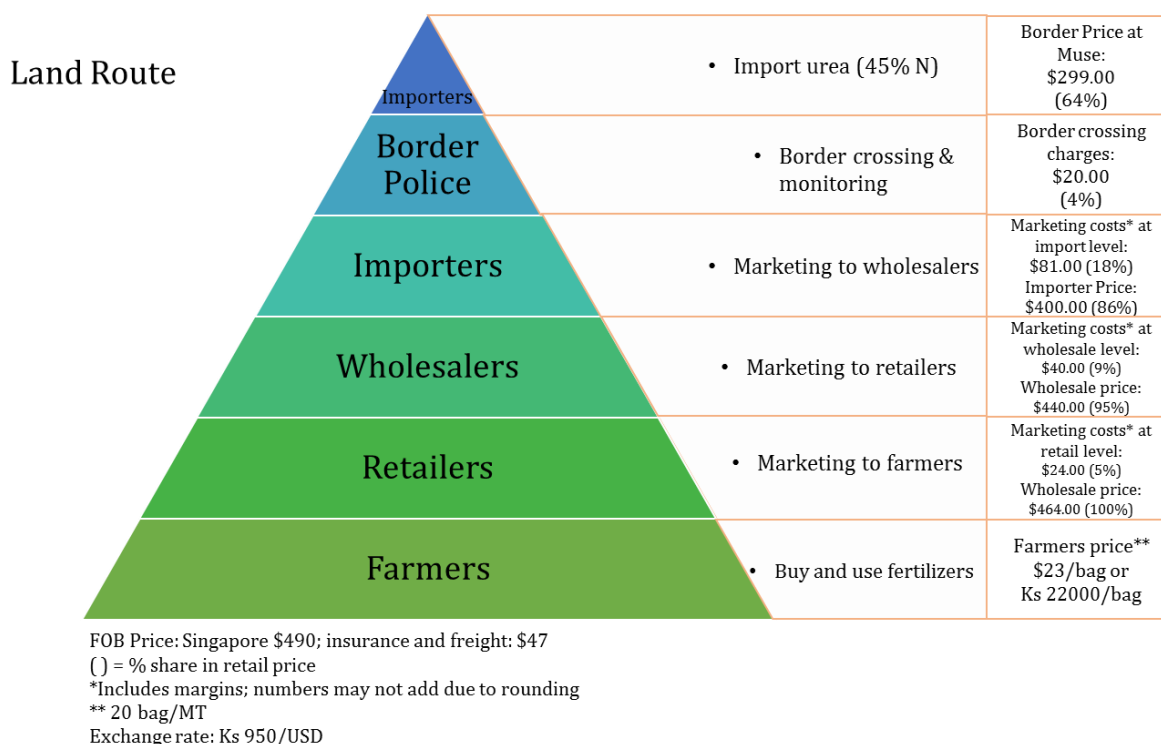 Land Route
Importers
• Import urea (45% N)
Border Price at
Muse:
$299.00
(64%)
Border
Police
• Border crossing &
monitoring
Border crossing
charges:
$20.00
(4%)
Importers
• Marketing to wholesalers
Marketing costs* at
import level:
$81.00 (18%)
Importer Price:
$400.00 (86%)
Wholesalers
• Marketing to retailers
Marketing costs* at
wholesale level:
$40.00 (9%)
Wholesale price:
$440.00 (95%)
Retailers
• Marketing to farmers
Marketing costs* at
retail level:
$24.00 (5%)
Wholesale price:
$464.00 (100%)
Farmers
• Buy and use fertilizers
Farmers price**
$23/bag or
Ks 22000/bag
FOB Price: Singapore $490; insurance and freight: $47
( ) = % share in retail price
*Includes margins; numbers may not add due to rounding
** 20 bag/MT
Exchange rate: Ks 950/USD